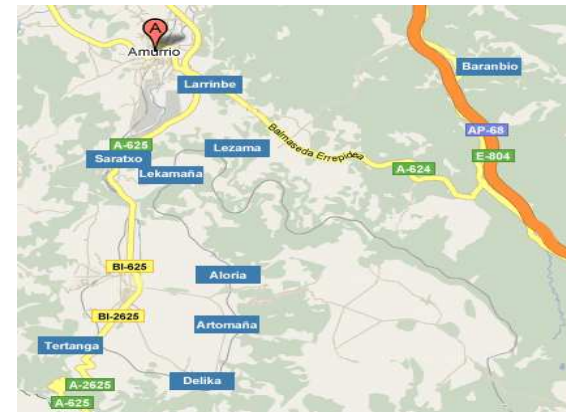 A
Amurrio
Baranbio
Larrinbe
AP-68
A-625
Lezama
Balmaseda Errepidea
E-804
Saratxo
A-624
Lekamaña
BI-625
Aloria
BI-2625
Artomaña
Tertanga
Delika
A-2625
A-625